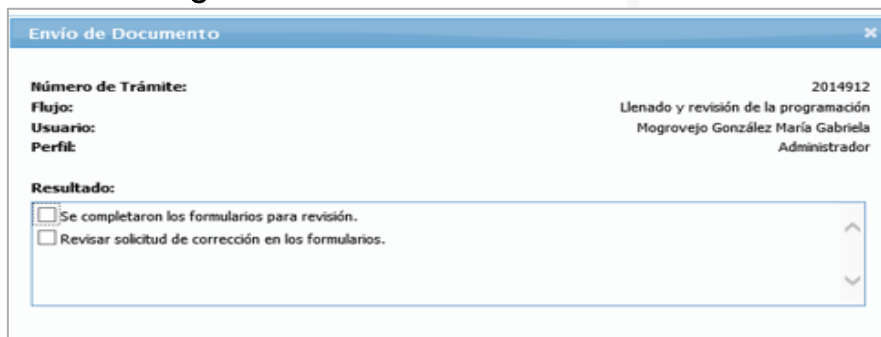 Envío de Documento
Número de Trámite: 2014912
Flujo: Llenado y revisión de la programación
Usuario: Mogrovejo González María Gabriela
Perfil: Administrador
Resultado:
Se completaron los formularios para revisión.
Revisar solicitud de corrección en los formularios.